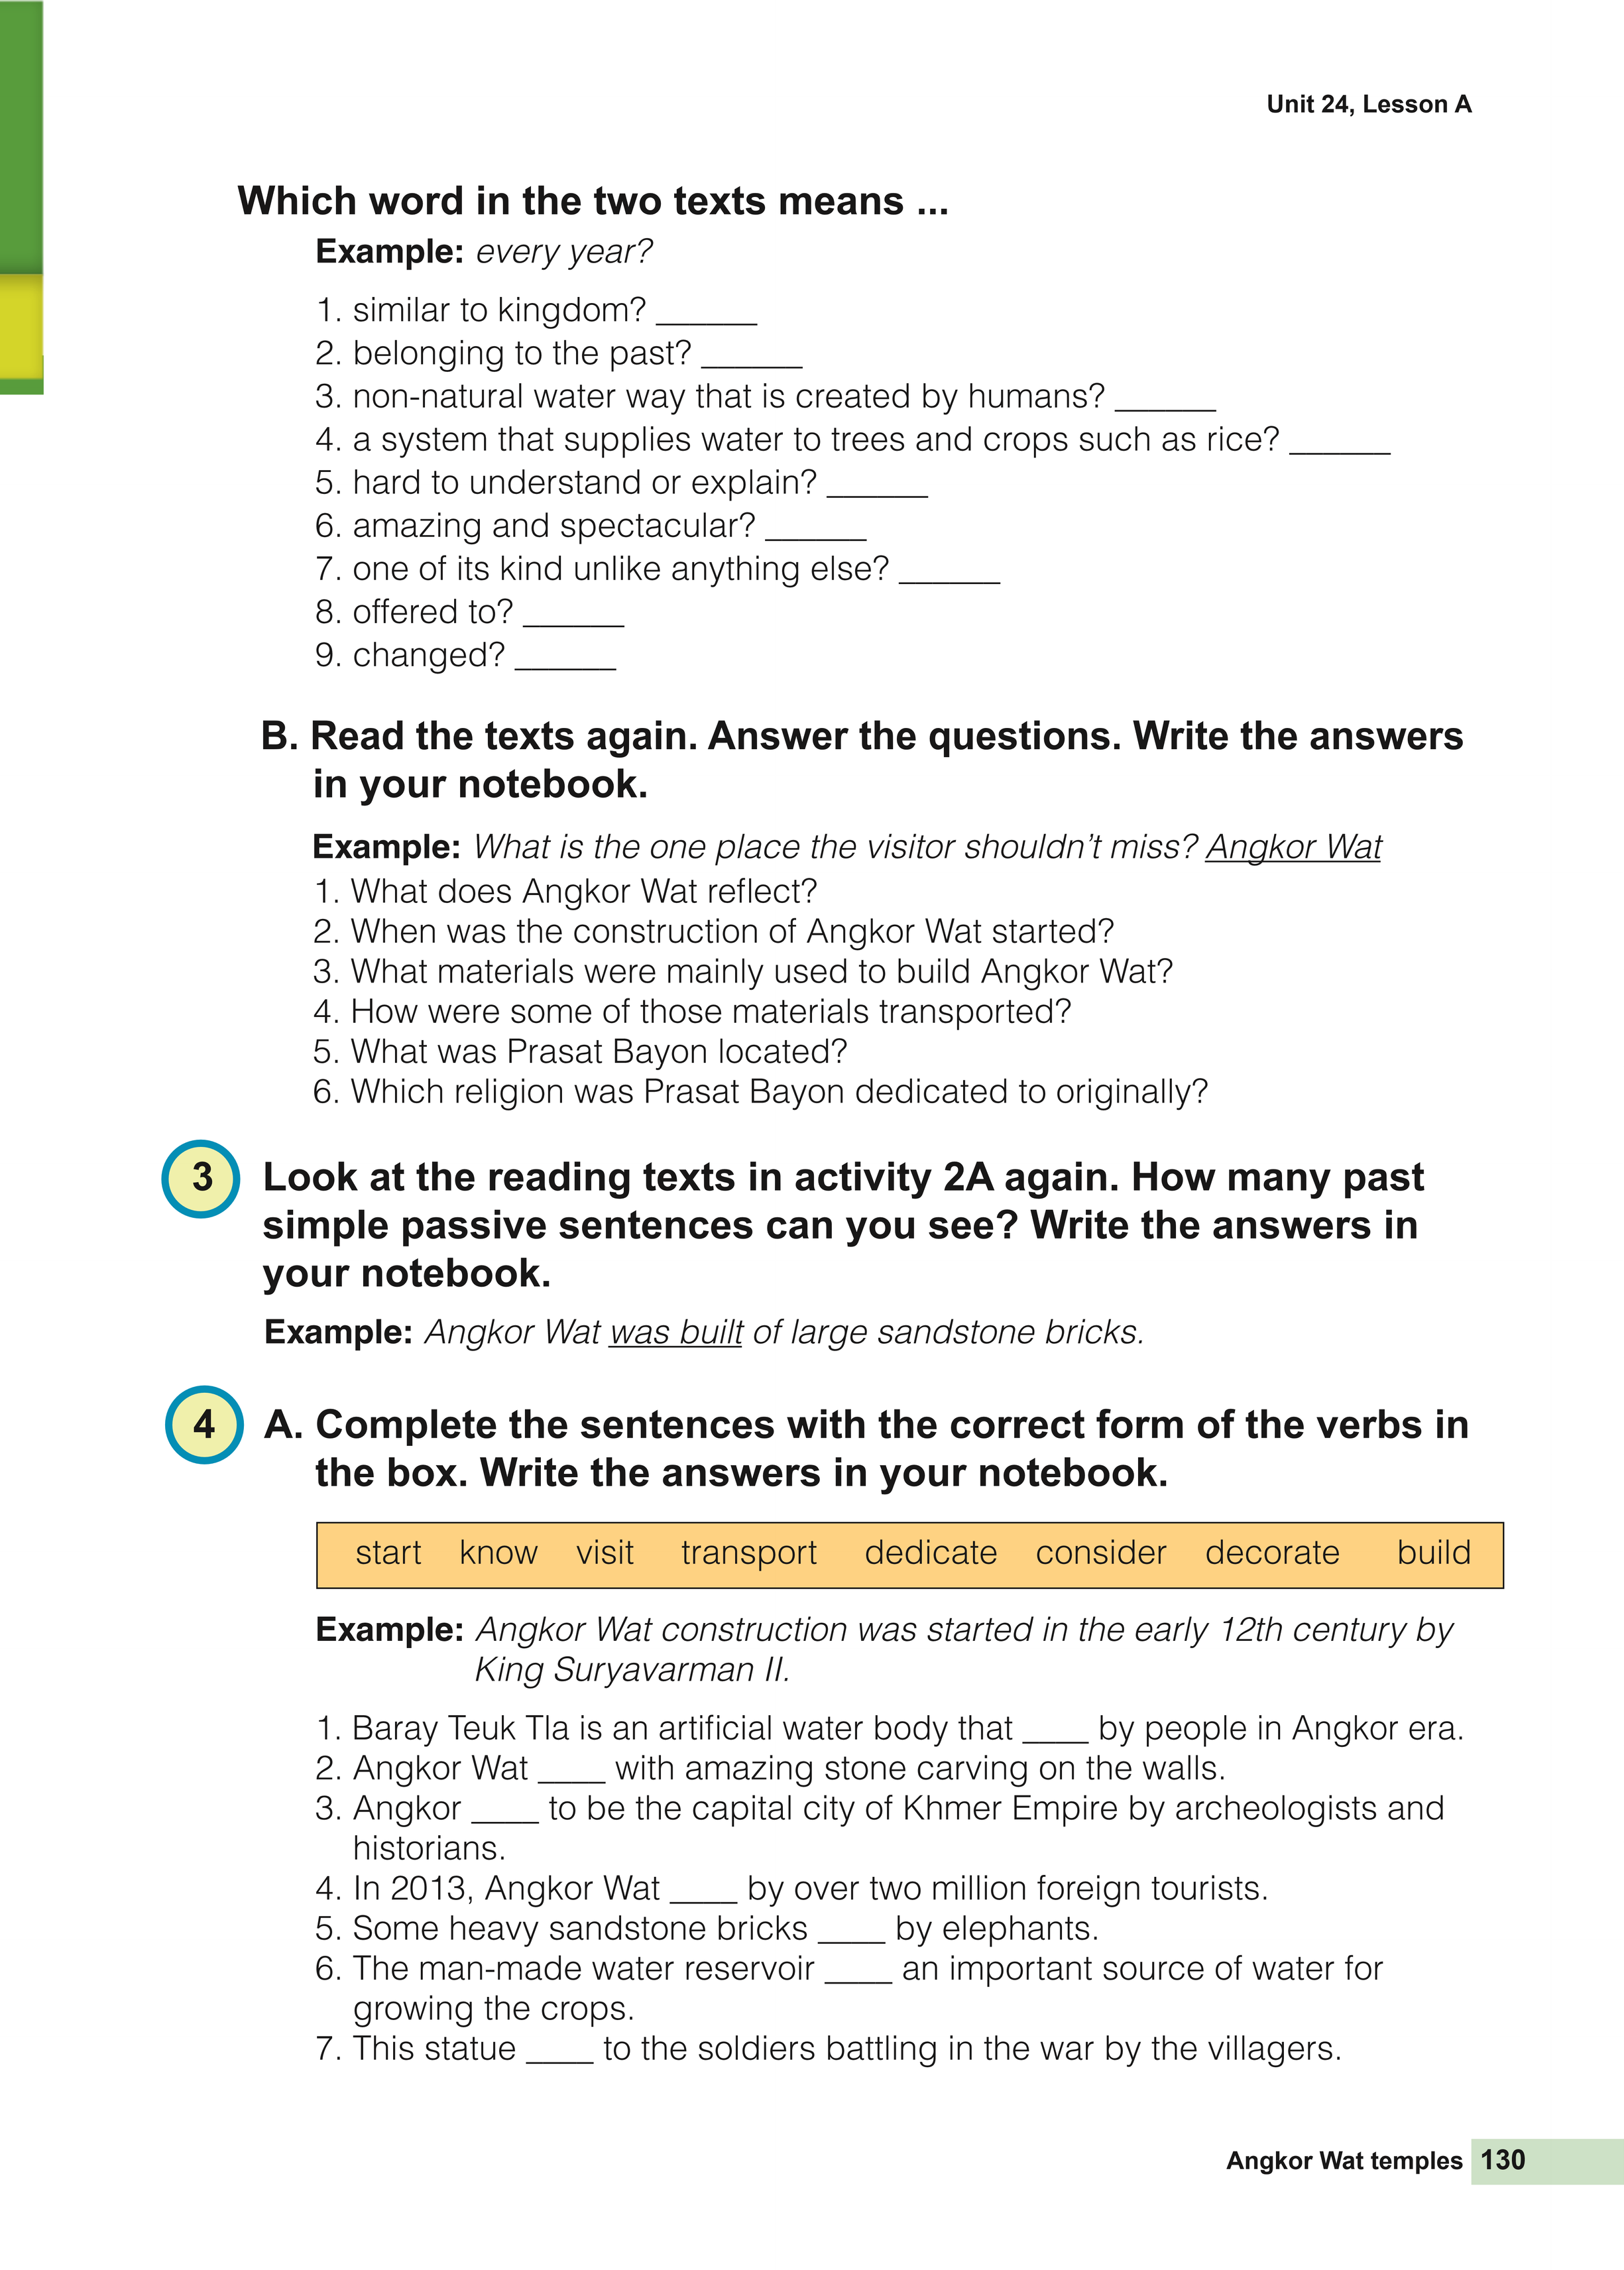 Unit 24, Lesson A
Which word in the two texts means ...
Example: every year?
1. similar to kingdom? ______
2. belonging to the past? ______
3. non-natural water way that is created by humans? ______
4. a system that supplies water to trees and crops such as rice? ______
5. hard to understand or explain? ______
6. amazing and spectacular? ______
7. one of its kind unlike anything else? ______
8. offered to? ______
9. changed? ______
B. Read the texts again. Answer the questions. Write the answers
in your notebook.
Example: What is the one place the visitor shouldn't miss? Angkor Wat
1. What does Angkor Wat reflect?
2. When was the construction of Angkor Wat started?
3. What materials were mainly used to build Angkor Wat?
4. How were some of those materials transported?
5. What was Prasat Bayon located?
6. Which religion was Prasat Bayon dedicated to originally?
3 Look at the reading texts in activity 2A again. How many past
simple passive sentences can you see? Write the answers in
your notebook.
Example: Angkor Wat was built of large sandstone bricks.
4 A. Complete the sentences with the correct form of the verbs in
the box. Write the answers in your notebook.
start know visit transport dedicate consider decorate build
Example: Angkor Wat construction was started in the early 12th century by
King Suryavarman II.
1. Baray Teuk Tla is an artificial water body that ____ by people in Angkor era.
2. Angkor Wat ____ with amazing stone carving on the walls.
3. Angkor ____ to be the capital city of Khmer Empire by archeologists and
historians.
4. In 2013, Angkor Wat ____ by over two million foreign tourists.
5. Some heavy sandstone bricks ____ by elephants.
6. The man-made water reservoir ____ an important source of water for
growing the crops.
7. This statue ____ to the soldiers battling in the war by the villagers.
Angkor Wat temples 130